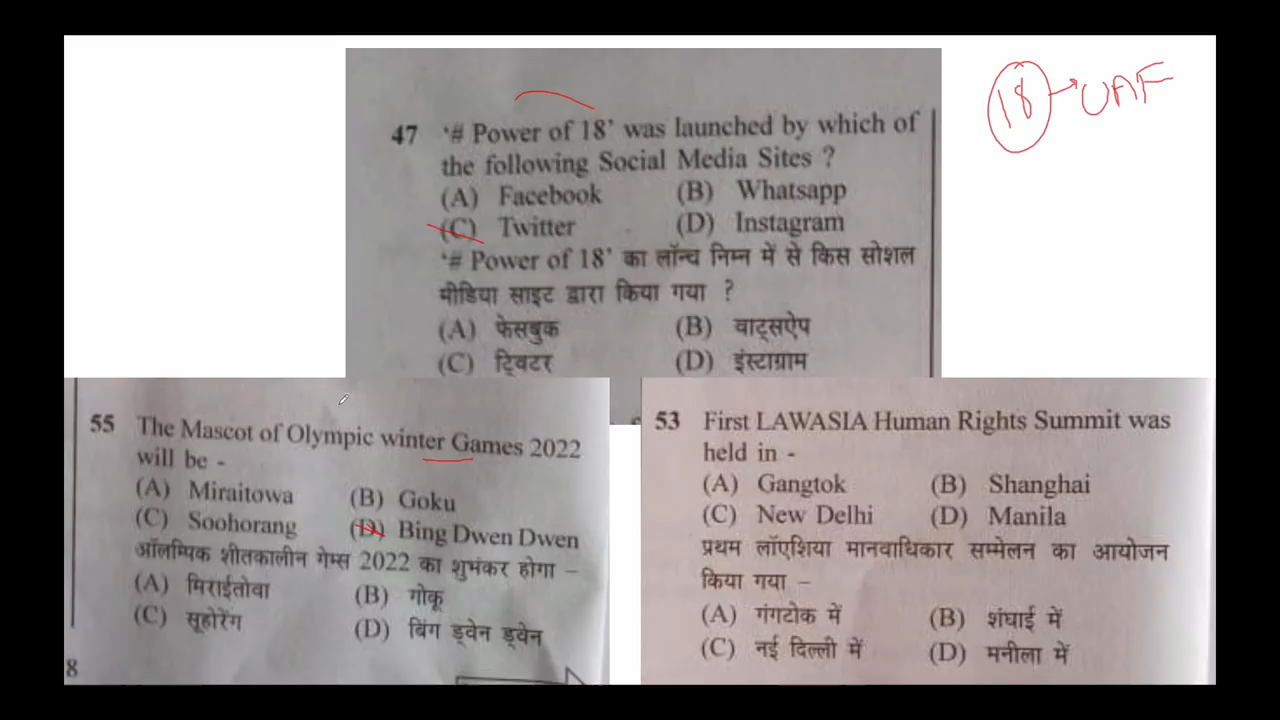 18 → UAF
47 '# Power of 18' was launched by which of
the following Social Media Sites ?
(A) Facebook (B) Whatsapp
(C) Twitter (D) Instagram
'# Power of 18' का लॉन्च निम्न में से किस सोशल
मीडिया साइट द्वारा किया गया ?
(A) फेसबुक (B) वाट्सऐप
(C) ट्विटर (D) इंस्टाग्राम
55 The Mascot of Olympic winter Games 2022
will be -
(A) Miraitowa (B) Goku
(C) Soohorang (D) Bing Dwen Dwen
ऑलम्पिक शीतकालीन गेम्स 2022 का शुभंकर होगा –
(A) मिराईतोवा (B) गोकू
(C) सूहोरेंग (D) बिंग ड्वेन ड्वेन
8
53 First LAWASIA Human Rights Summit was
held in -
(A) Gangtok (B) Shanghai
(C) New Delhi (D) Manila
प्रथम लॉएशिया मानवाधिकार सम्मेलन का आयोजन
किया गया –
(A) गंगटोक में (B) शंघाई में
(C) नई दिल्ली में (D) मनीला में